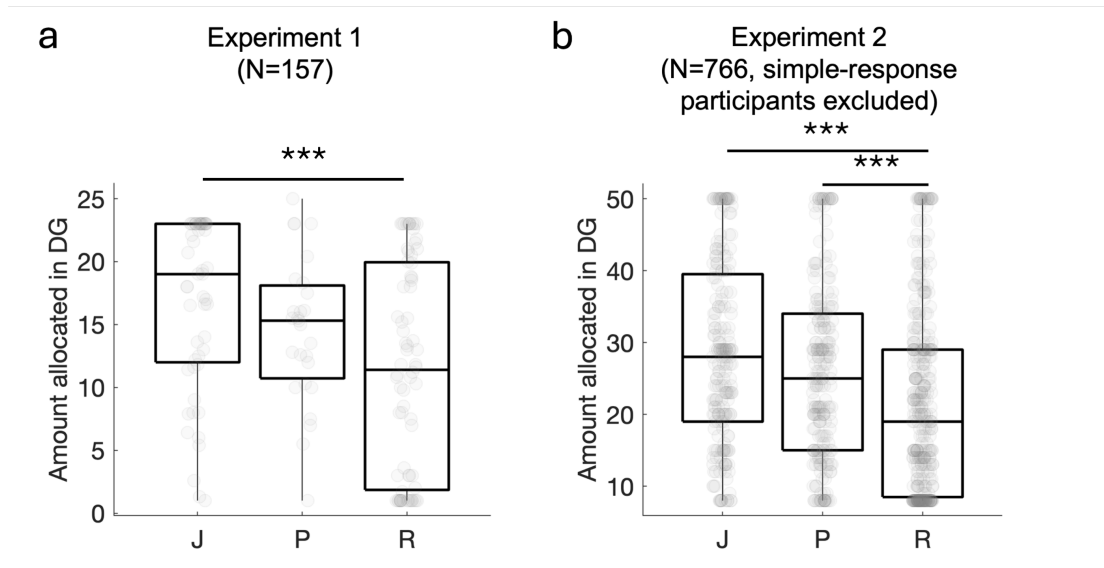 a
Experiment 1
(N=157)
***
Amount allocated in DG
25
20
15
10
5
0
J P R
b
Experiment 2
(N=766, simple-response
participants excluded)
***
***
Amount allocated in DG
50
40
30
20
10
J P R